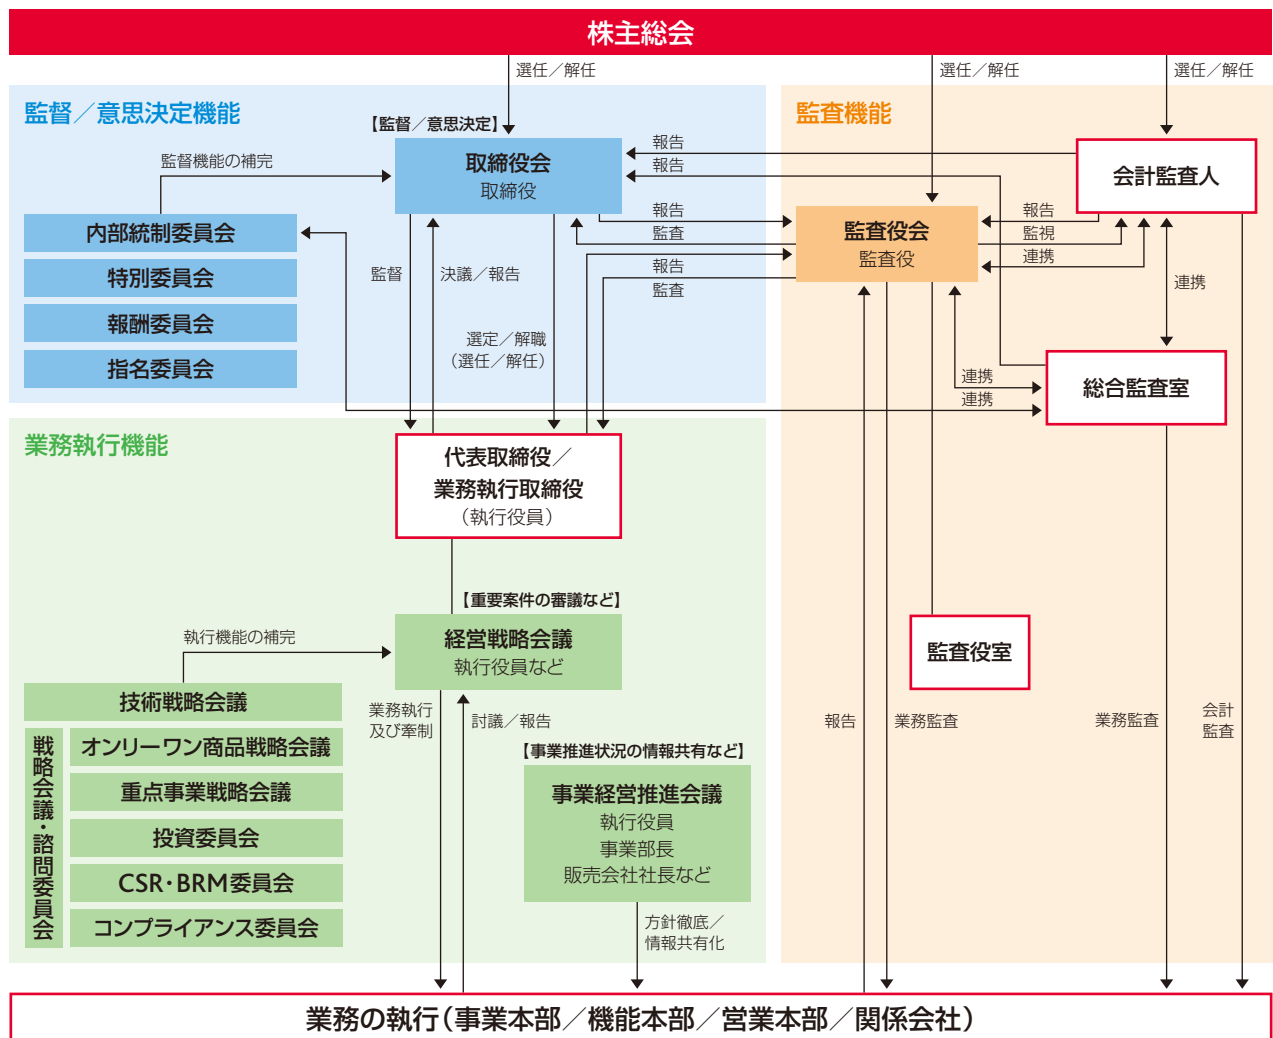 株主総会
選任／解任
選任／解任
選任／解任
監督／意思決定機能
監査機能
【監督／意思決定】
取締役会
取締役
監督機能の補完
内部統制委員会
特別委員会
報酬委員会
指名委員会
報告
報告
報告
監査
報告
監査
会計監査人
監査役会
監査役
報告
監視
連携
連携
監督
決議／報告
選定／解職
（選任／解任）
連携
連携
総合監査室
業務執行機能
代表取締役／
業務執行取締役
（執行役員）
【重要案件の審議など】
経営戦略会議
執行役員など
執行機能の補完
技術戦略会議
戦略会議・諮問委員会
オンリーワン商品戦略会議
重点事業戦略会議
投資委員会
CSR・BRM委員会
コンプライアンス委員会
業務執行
及び牽制
討議／報告
【事業推進状況の情報共有など】
事業経営推進会議
執行役員
事業部長
販売会社社長など
方針徹底／
情報共有化
監査役室
報告
業務監査
業務監査
会計
監査
業務の執行（事業本部／機能本部／営業本部／関係会社）